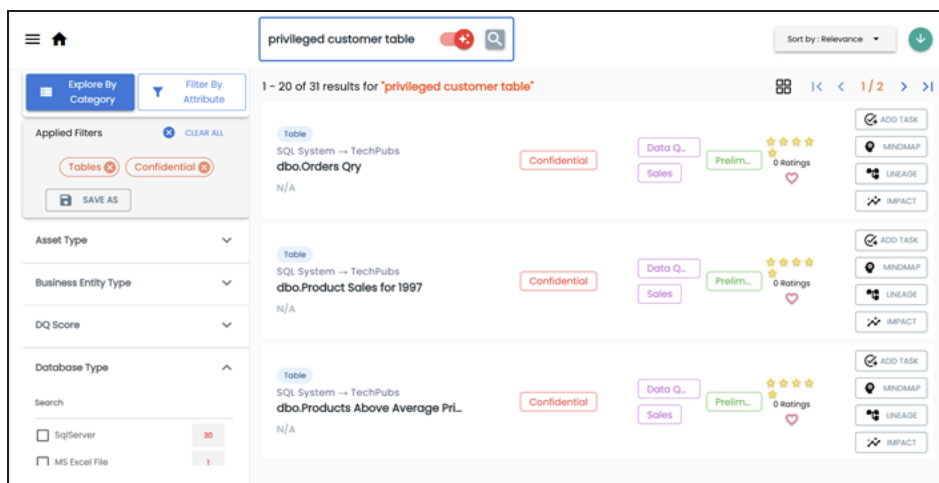 privileged customer table
Sort by : Relevance
Explore By
Category
Filter By
Attribute
Applied Filters
CLEAR ALL
Tables
Confidential
SAVE AS
Asset Type
Business Entity Type
DQ Score
Database Type
Search
SqlServer
30
MS Excel File
1
1 - 20 of 31 results for "privileged customer table"
1 / 2
Table
SQL System → TechPubs
dbo.Orders Qry
N/A
Confidential
Data Q...
Sales
Prelim...
0 Ratings
ADD TASK
MINDMAP
LINEAGE
IMPACT
Table
SQL System → TechPubs
dbo.Product Sales for 1997
N/A
Confidential
Data Q...
Sales
Prelim...
0 Ratings
ADD TASK
MINDMAP
LINEAGE
IMPACT
Table
SQL System → TechPubs
dbo.Products Above Average Pri...
N/A
Confidential
Data Q...
Sales
Prelim...
0 Ratings
ADD TASK
MINDMAP
LINEAGE
IMPACT